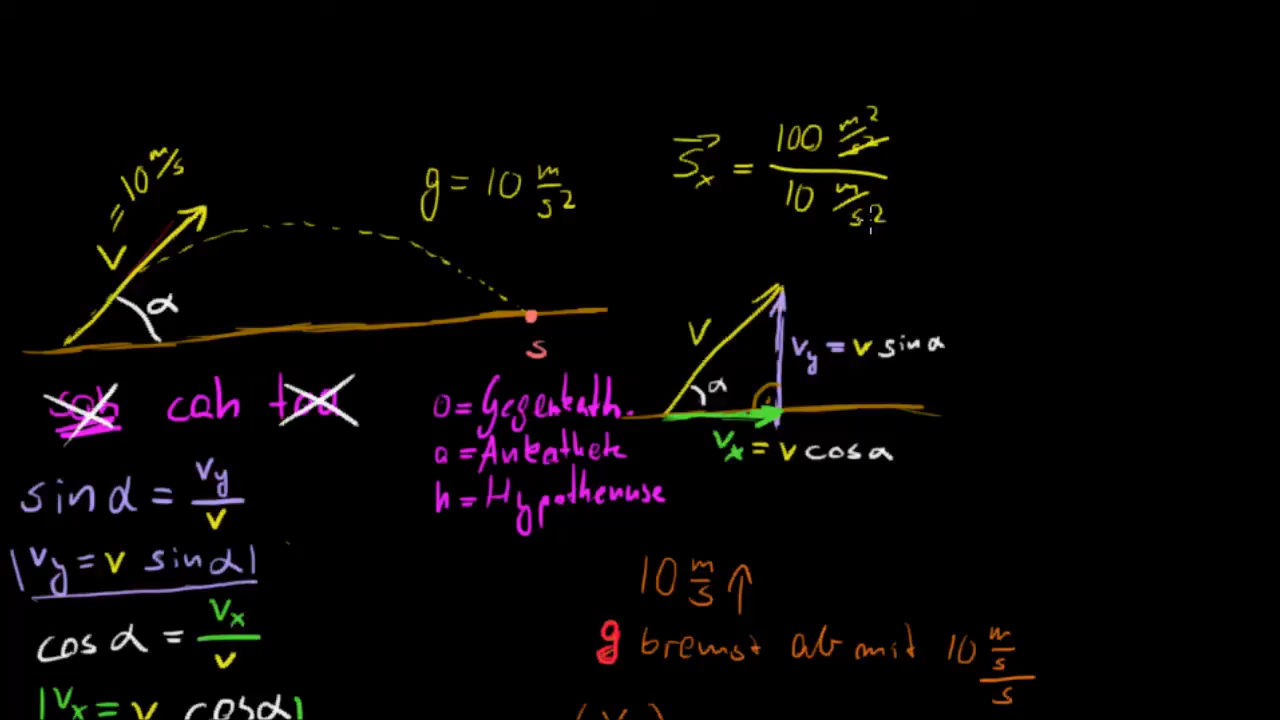 = 10 m/s
V
α
S
g = 10 m/s²
S⃗x = 100 m²/s² / 10 m/s²
V
α
vy = v sin α
vx = v cos α
soh cah toa
o = Gegenkath.
a = Ankathete
h = Hypothenuse
sin α = vy/v
|vy = v sin α|
cos α = vx/v
|vx = v cos α|
10 m/s ↑
g bremst ab mit 10 m/s/s